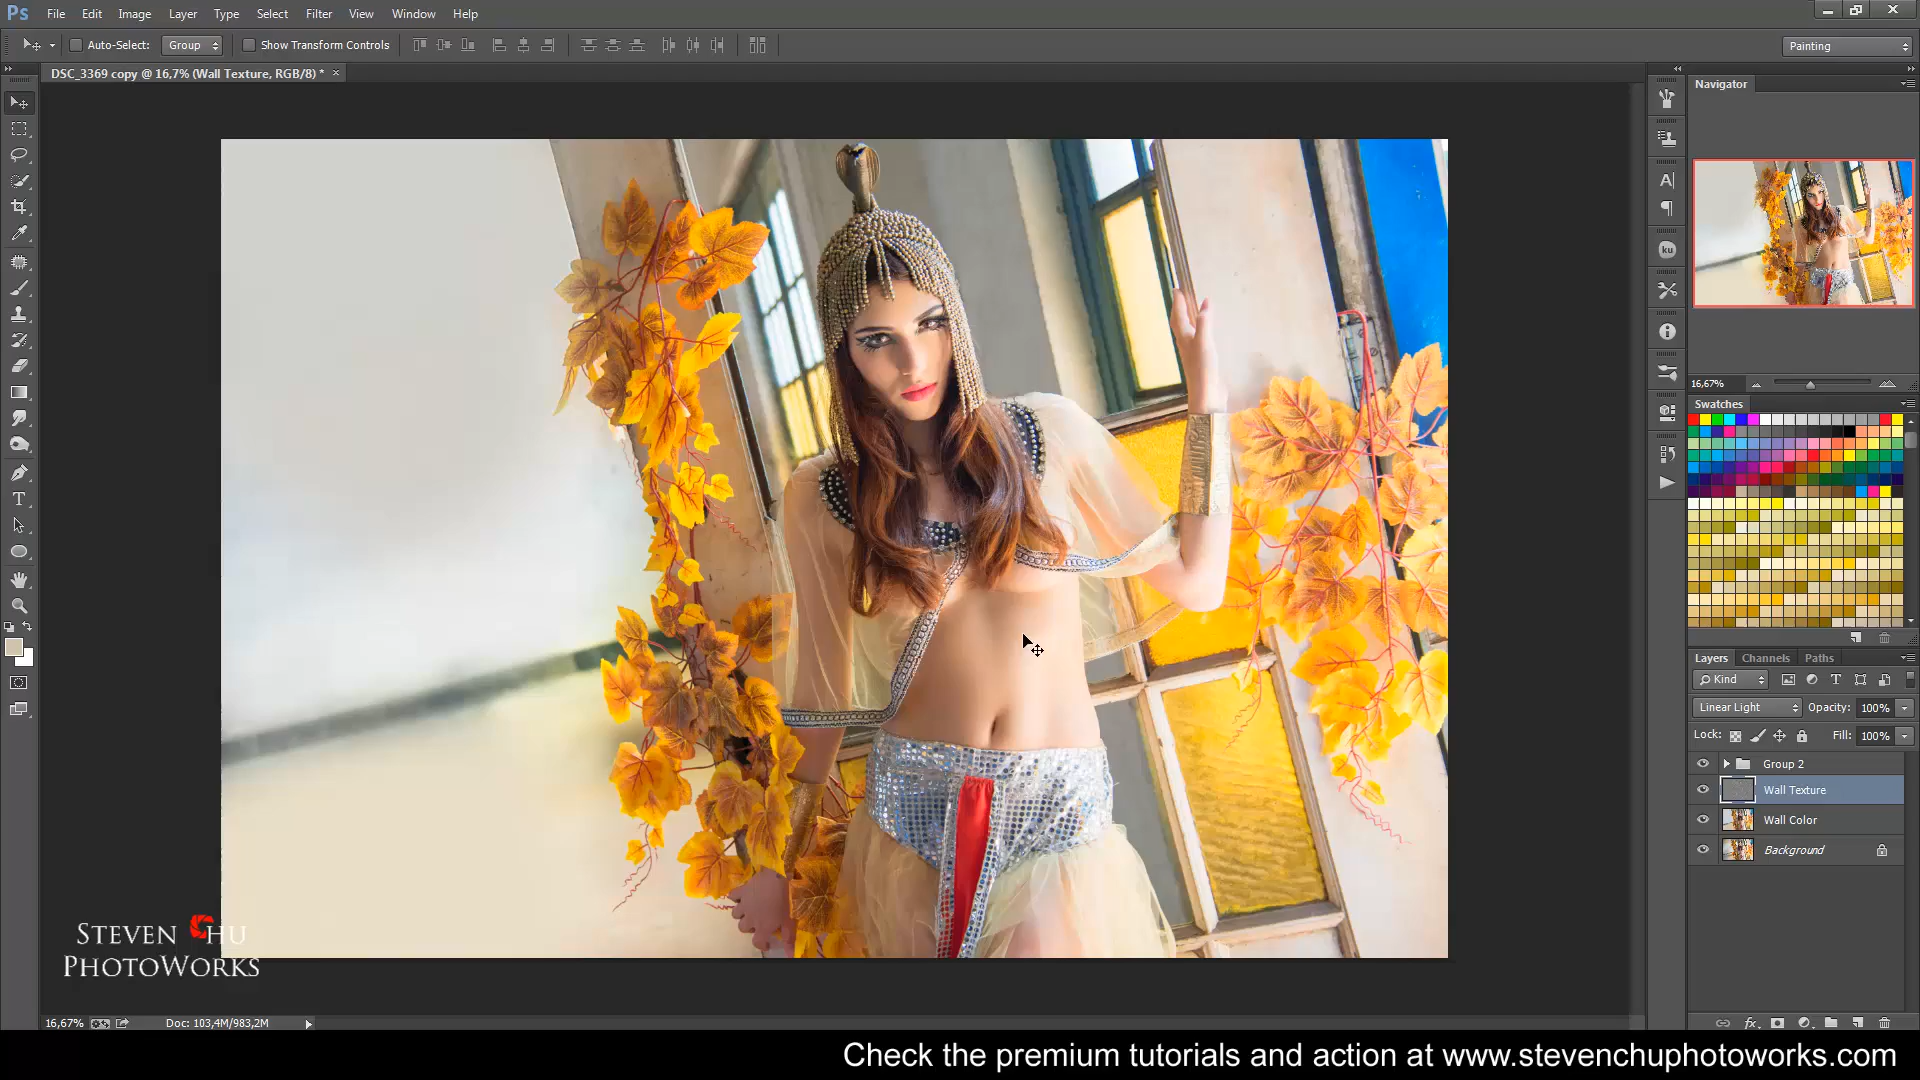 Ps File Edit Image Layer Type Select Filter View Window Help
Auto-Select: Group Show Transform Controls Painting
DSC_3369 copy @ 16,7% (Wall Texture, RGB/8) * ×
Navigator
A|
ku
16,67%
Swatches
Layers Channels Paths
Kind T
Linear Light Opacity: 100%
Lock: Fill: 100%
Group 2
Wall Texture
Wall Color
Background
STEVEN CHU
PHOTOWORKS
16,67% Doc: 103,4M/983,2M
fx
Check the premium tutorials and action at www.stevenchuphotoworks.com